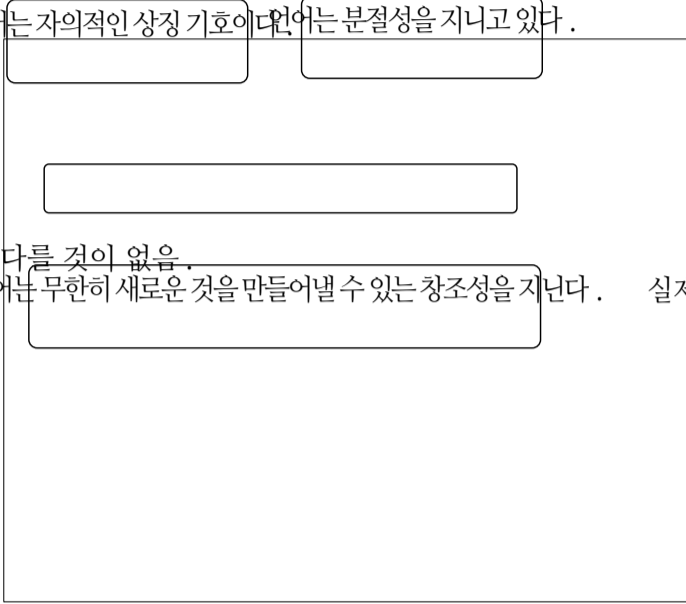 는 자의적인 상징 기호이다. 언어는 분절성을 지니고 있다 .
다를 것이 없음 .
어는 무한히 새로운 것을 만들어낼 수 있는 창조성을 지닌다 .